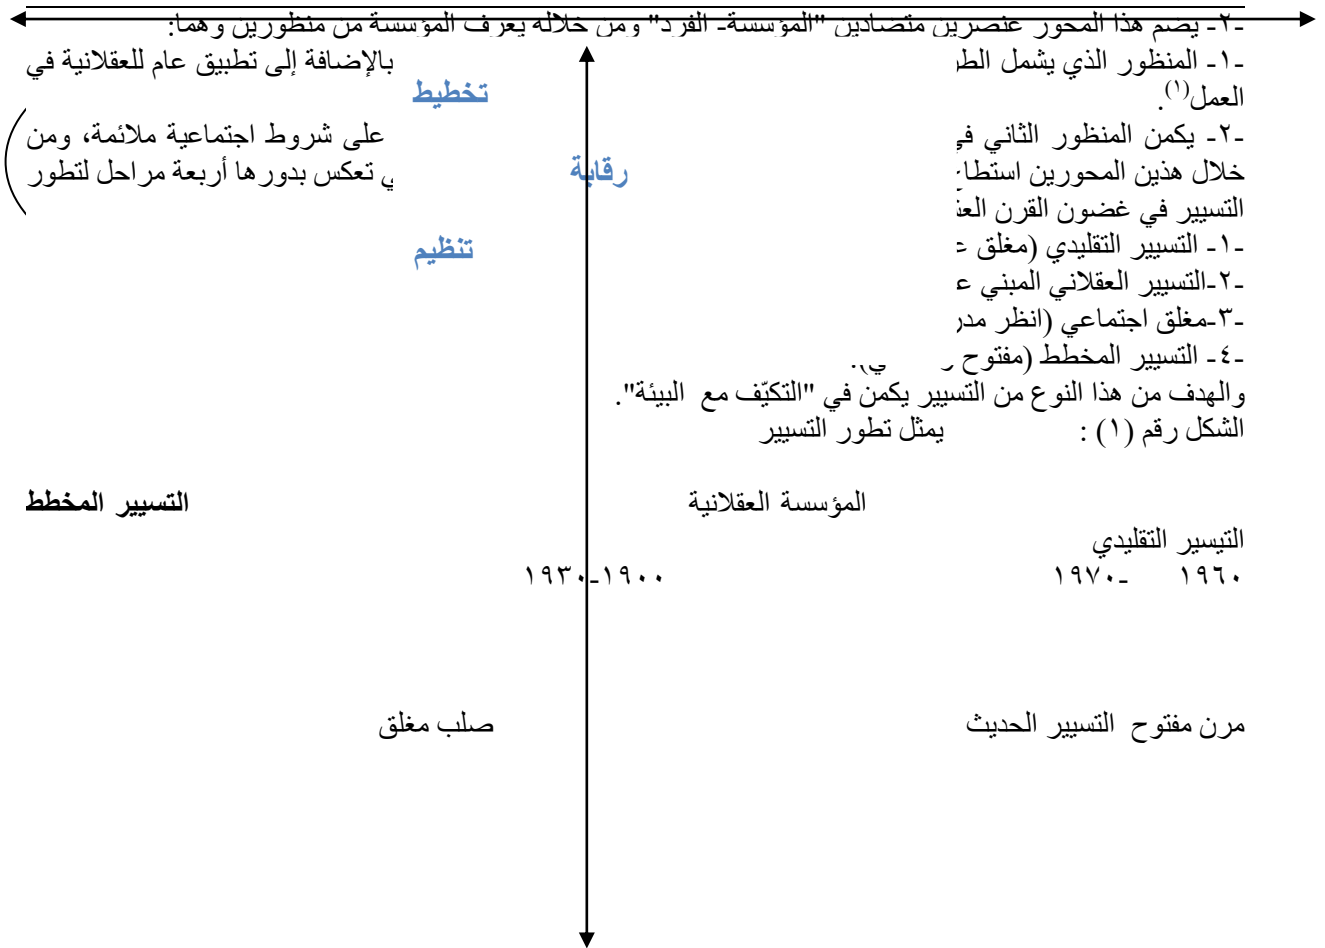 -٢- يضم هذا المحور عنصرين متضادين "المؤسسة- الفرد" ومن خلاله يعرف المؤسسة من منظورين وهما:
-١- المنظور الذي يشمل بالإضافة إلى تطبيق عام للعقلانية في
تخطيط
العمل(١).
-٢- يكمن المنظور الثاني على شروط اجتماعية ملائمة، ومن
رقابة
خلال هذين المحورين تعكس بدورها أربعة مراحل لتطور
التسيير في غضون القرن
-١- التسيير التقليدي (مغلق
تنظيم
-٢-التسيير العقلاني المبني
-٣-مغلق اجتماعي (انظر
-٤- التسيير المخطط (مفتوح
والهدف من هذا النوع من التسيير يكمن في "التكيّف مع البيئة".
الشكل رقم (١) : يمثل تطور التسيير
المؤسسة العقلانية التسيير المخطط
التيسير التقليدي
١٩٦٠ -١٩٧٠ ١٩٠٠-١٩٣٠
مرن مفتوح التسيير الحديث صلب مغلق